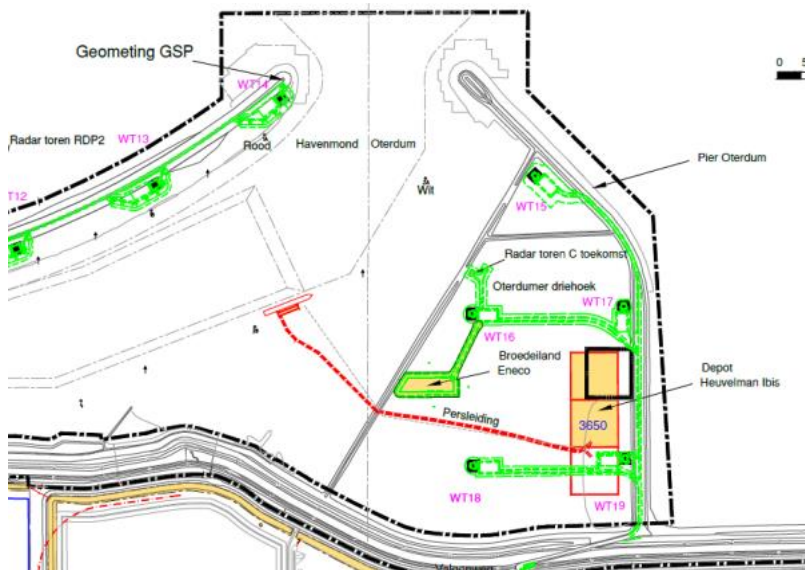 Geometing GSP
0 5
WT14
Radar toren RDP2
WT13
Rood
Havenmond
Oterdum
Pier Oterdum
Wit
WT12
WT15
Radar toren C toekomst
Oterdumer driehoek
WT17
WT16
Broedeiland
Eneco
Depot
Heuvelman Ibis
Persleiding
3650
WT18
WT19